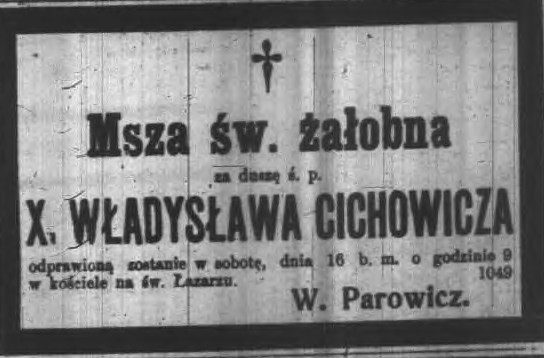 †
Msza św. żałobna
za duszę ś. p.
X. WŁADYSŁAWA CICHOWICZA
odprawioną zostanie w sobotę, dnia 16 b. m. o godzinie 9
w kościele na św. Łazarzu. 1049
W. Parowicz.